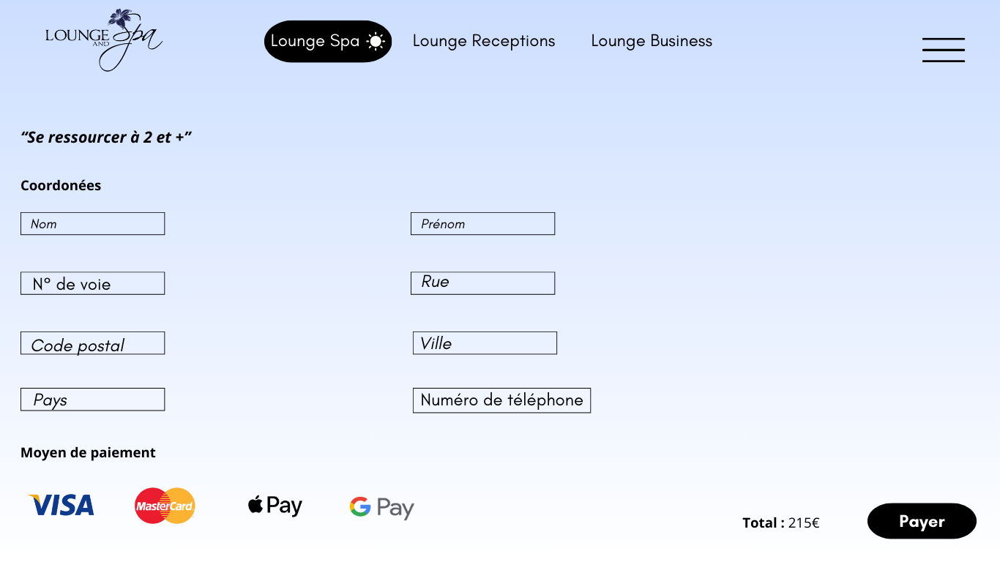 LOUNGE
AND
Spa
Lounge Spa
Lounge Receptions
Lounge Business
“Se ressourcer à 2 et +”
Coordonées
Nom
Prénom
N° de voie
Rue
Code postal
Ville
Pays
Numéro de téléphone
Moyen de paiement
VISA
MasterCard
Pay
G Pay
Total : 215€
Payer